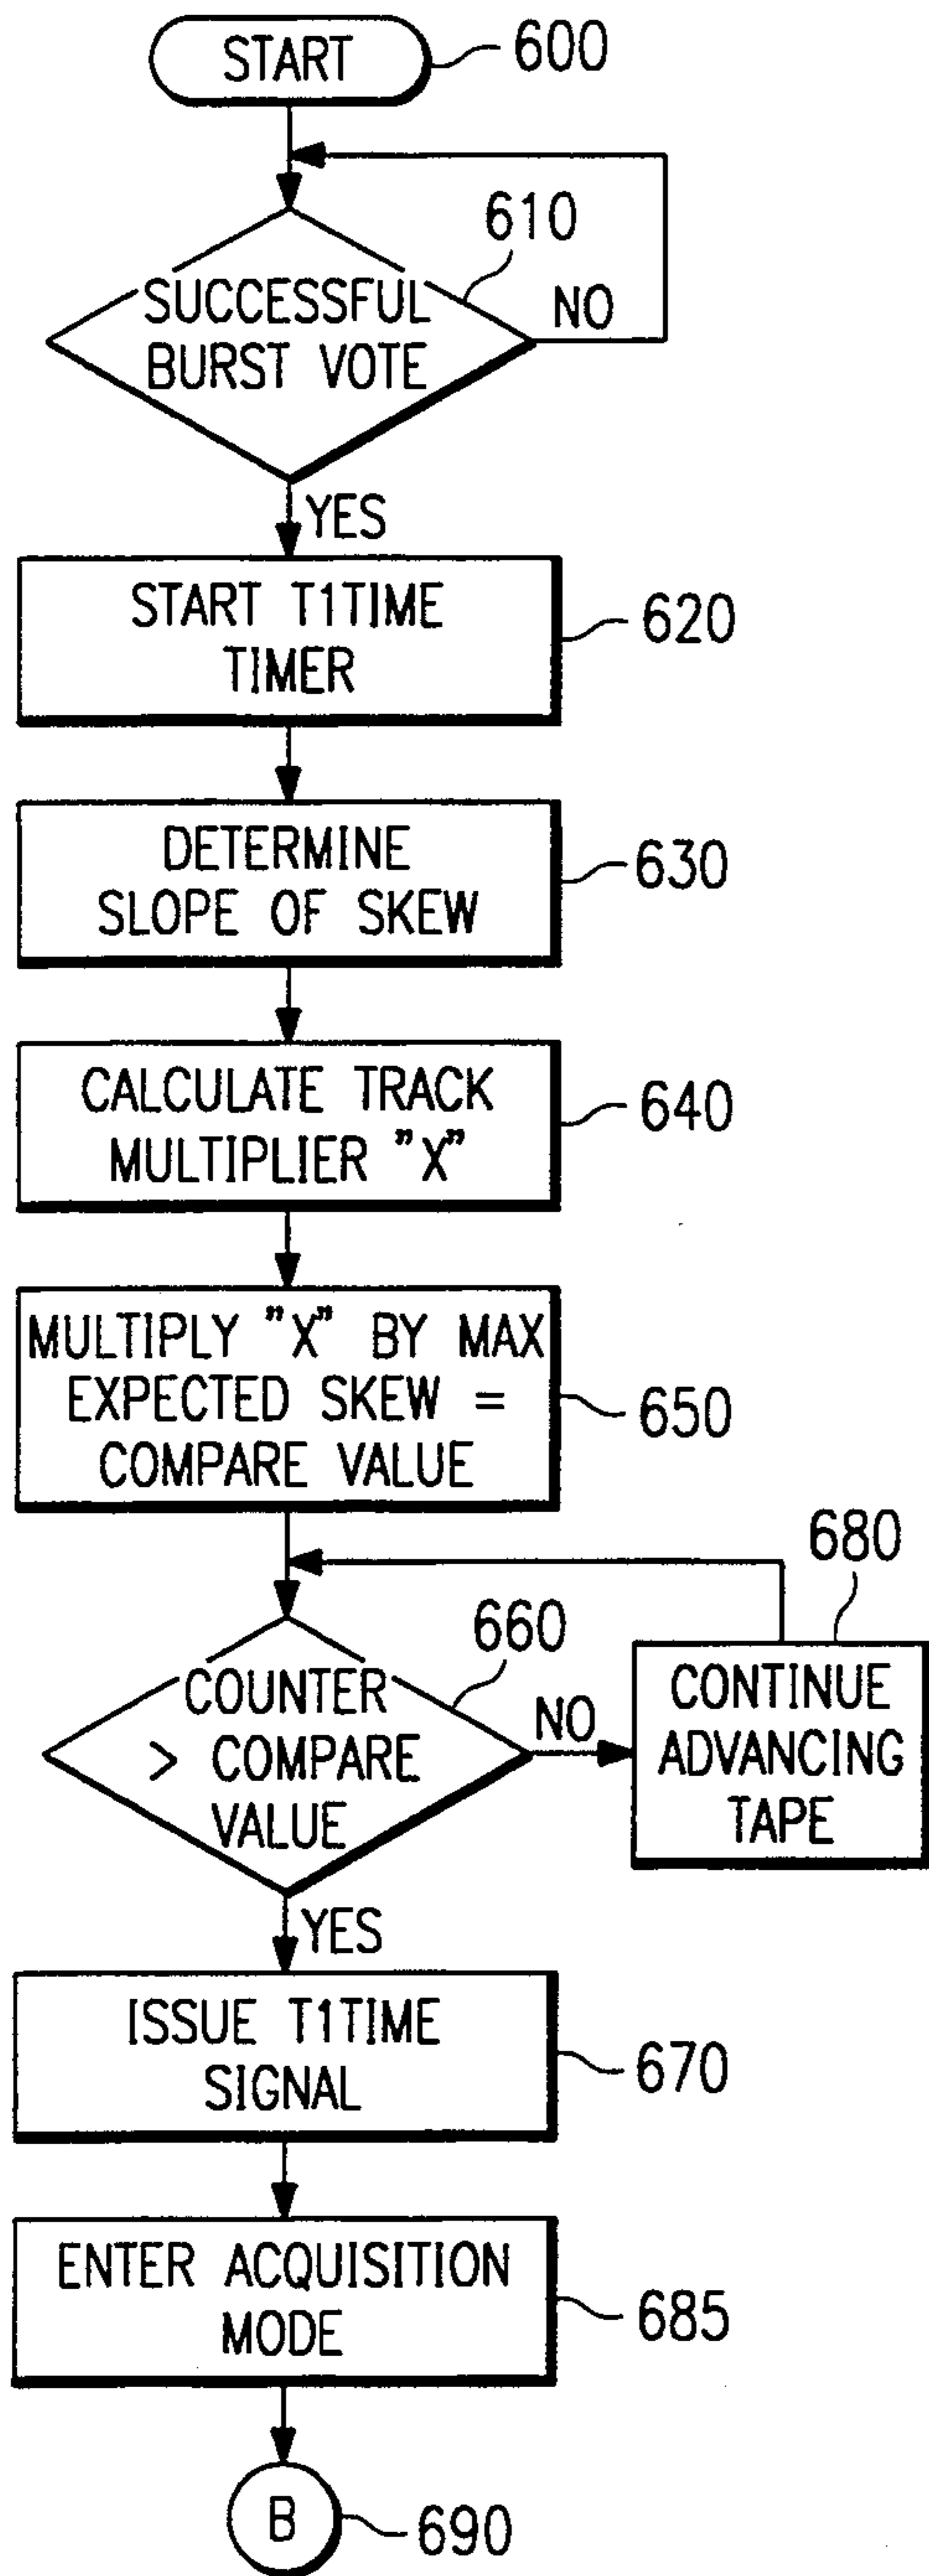 START
600
610
SUCCESSFUL
BURST VOTE
NO
YES
START T1TIME
TIMER
620
DETERMINE
SLOPE OF SKEW
630
CALCULATE TRACK
MULTIPLIER "X"
640
MULTIPLY "X" BY MAX
EXPECTED SKEW =
COMPARE VALUE
650
660
COUNTER
> COMPARE
VALUE
NO
680
CONTINUE
ADVANCING
TAPE
YES
ISSUE T1TIME
SIGNAL
670
ENTER ACQUISITION
MODE
685
B
690